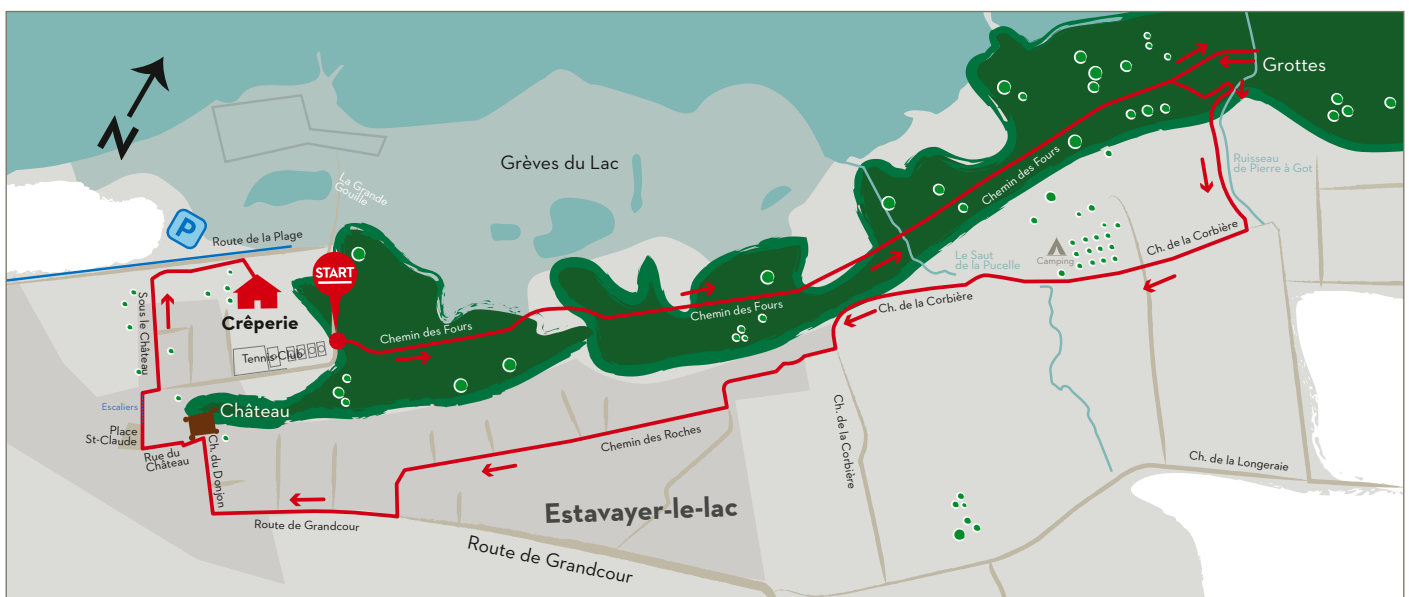 N
Grottes
Grèves du Lac
La Grande
Gouille
Chemin des Fours
Ruisseau
de Pierre à Got
P
Route de la Plage
START
Ch. de la Corbière
Le Saut
de la Pucelle
Camping
Sous le Château
Crêperie
Chemin des Fours
Chemin des Fours
Ch. de la Corbière
Tennis Club
Escaliers
Château
Place
St-Claude
Rue du
Château
Ch. du Donjon
Chemin des Roches
Ch. de la Corbière
Ch. de la Longeraie
Route de Grandcour
Estavayer-le-lac
Route de Grandcour